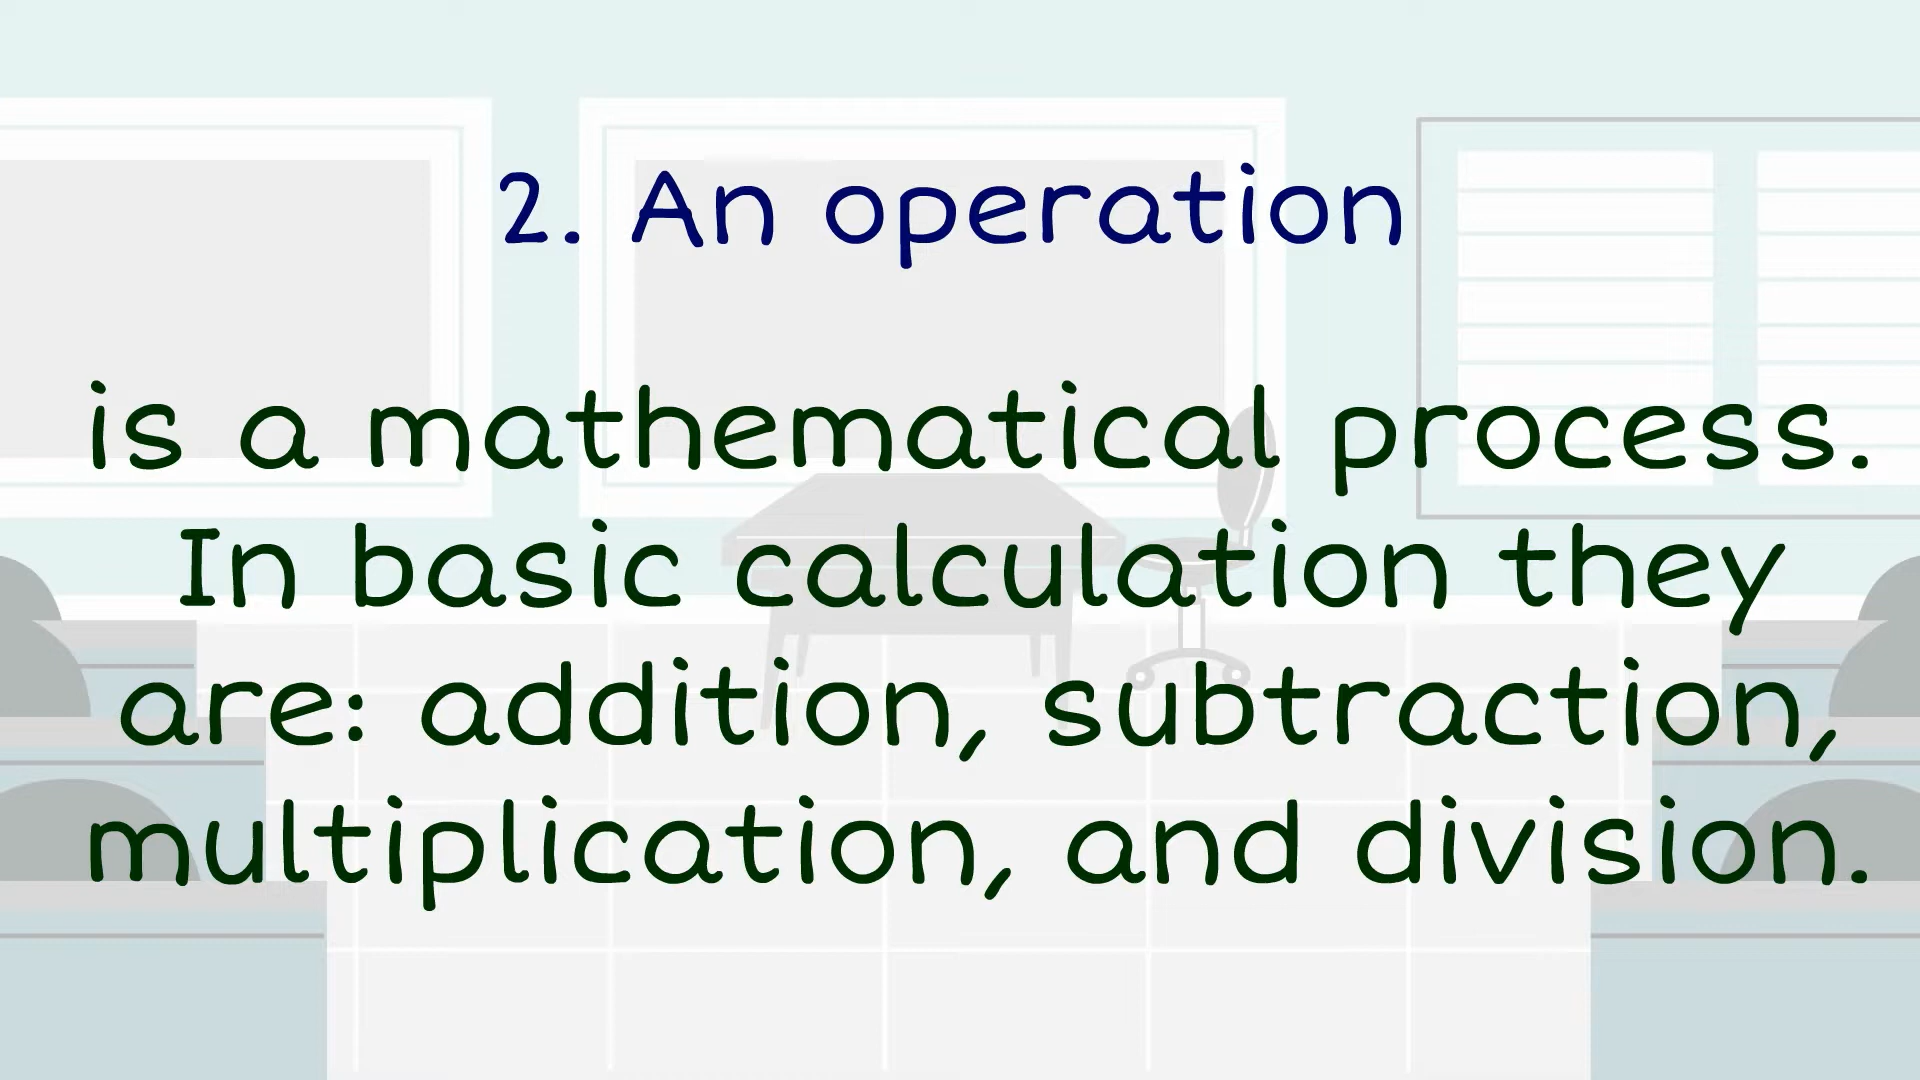 2. An operation
is a mathematical process.
In basic calculation they
are: addition, subtraction,
multiplication, and division.